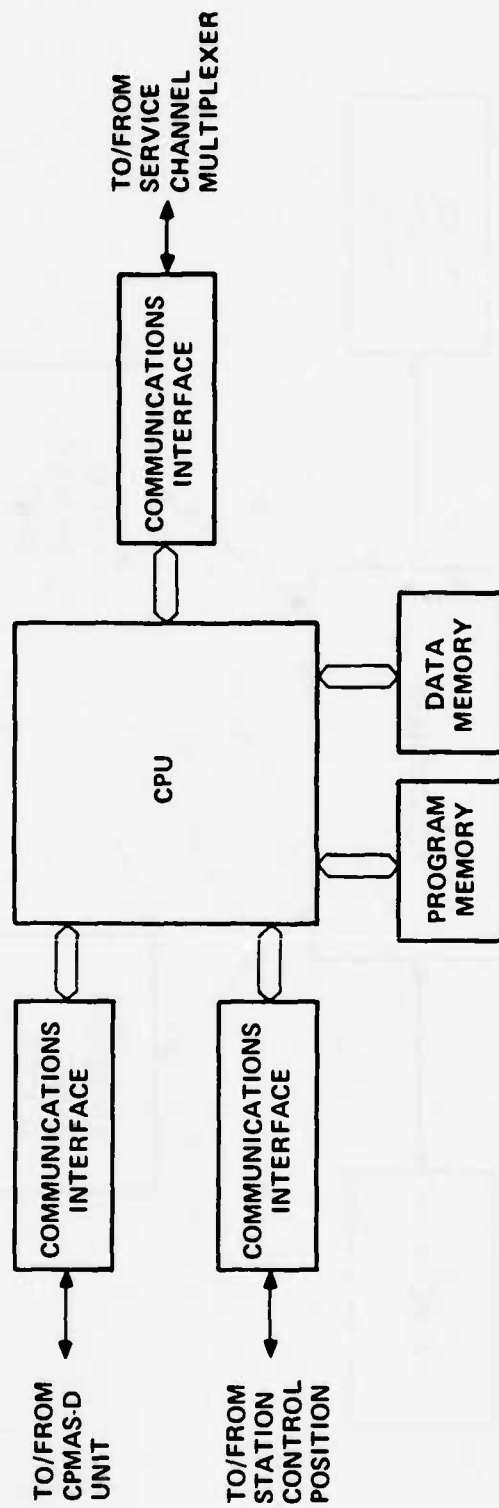 TO/FROM
CPMAS-D
UNIT
COMMUNICATIONS
INTERFACE
TO/FROM
STATION
CONTROL
POSITION
COMMUNICATIONS
INTERFACE
CPU
PROGRAM
MEMORY
DATA
MEMORY
COMMUNICATIONS
INTERFACE
TO/FROM
SERVICE
CHANNEL
MULTIPLEXER